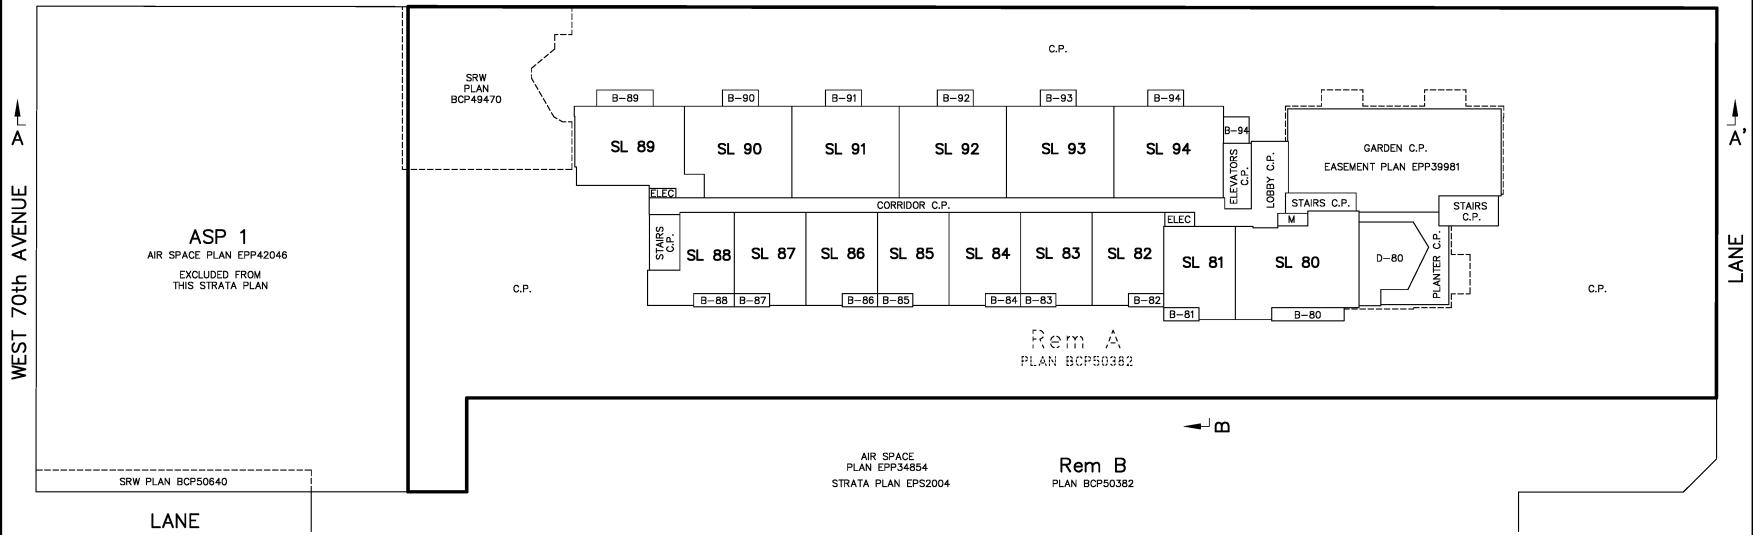 C.P.
SRW
PLAN
BCP49470
B-89
B-90
B-91
B-92
B-93
B-94
A
A'
SL 89
SL 90
SL 91
SL 92
SL 93
SL 94
B-94
ELEVATORS
C.P.
LOBBY C.P.
GARDEN C.P.
EASEMENT PLAN EPP39981
ELEC
CORRIDOR C.P.
STAIRS C.P.
STAIRS
C.P.
WEST 70th AVENUE
ASP 1
AIR SPACE PLAN EPP42046
EXCLUDED FROM
THIS STRATA PLAN
STAIRS
C.P.
SL 88
SL 87
SL 86
SL 85
SL 84
SL 83
SL 82
ELEC
M
SL 81
SL 80
D-80
PLANTER C.P.
LANE
C.P.
C.P.
B-88
B-87
B-86
B-85
B-84
B-83
B-82
B-81
B-80
Rem A
PLAN BCP50382
B
AIR SPACE
PLAN EPP34854
STRATA PLAN EPS2004
Rem B
PLAN BCP50382
SRW PLAN BCP50640
LANE